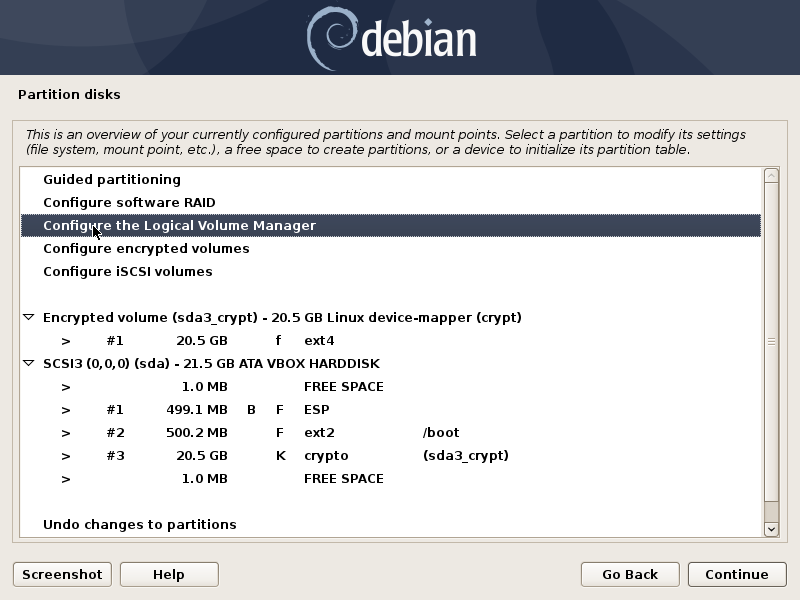 debian
Partition disks
This is an overview of your currently configured partitions and mount points. Select a partition to modify its settings
(file system, mount point, etc.), a free space to create partitions, or a device to initialize its partition table.
Guided partitioning
Configure software RAID
Configure the Logical Volume Manager
Configure encrypted volumes
Configure iSCSI volumes
Encrypted volume (sda3_crypt) - 20.5 GB Linux device-mapper (crypt)
> #1 20.5 GB f ext4
SCSI3 (0,0,0) (sda) - 21.5 GB ATA VBOX HARDDISK
> 1.0 MB FREE SPACE
> #1 499.1 MB B F ESP
> #2 500.2 MB F ext2 /boot
> #3 20.5 GB K crypto (sda3_crypt)
> 1.0 MB FREE SPACE
Undo changes to partitions
Screenshot Help Go Back Continue